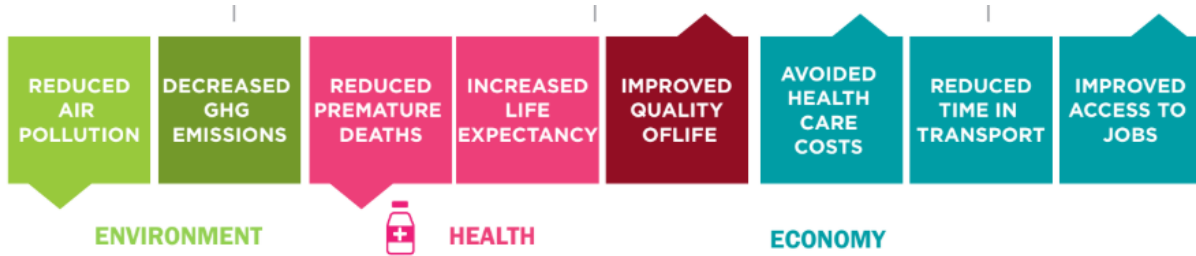 REDUCED
AIR
POLLUTION
DECREASED
GHG
EMISSIONS
REDUCED
PREMATURE
DEATHS
INCREASED
LIFE
EXPECTANCY
IMPROVED
QUALITY
OFLIFE
AVOIDED
HEALTH
CARE
COSTS
REDUCED
TIME IN
TRANSPORT
IMPROVED
ACCESS TO
JOBS
ENVIRONMENT
HEALTH
ECONOMY